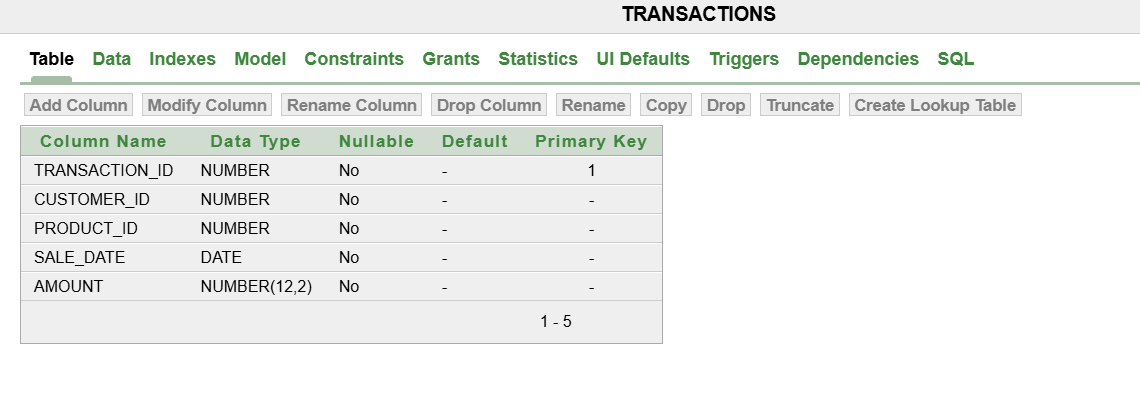 TRANSACTIONS
Table Data Indexes Model Constraints Grants Statistics UI Defaults Triggers Dependencies SQL
Add Column Modify Column Rename Column Drop Column Rename Copy Drop Truncate Create Lookup Table
Column Name Data Type Nullable Default Primary Key
TRANSACTION_ID NUMBER No - 1
CUSTOMER_ID NUMBER No - -
PRODUCT_ID NUMBER No - -
SALE_DATE DATE No - -
AMOUNT NUMBER(12,2) No - -
1 - 5